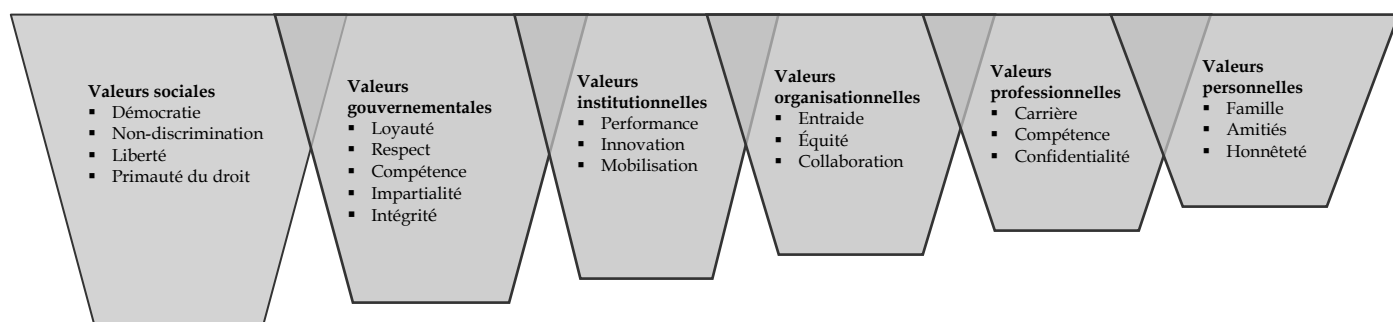 Valeurs sociales
▪ Démocratie
▪ Non-discrimination
▪ Liberté
▪ Primauté du droit
Valeurs
gouvernementales
▪ Loyauté
▪ Respect
▪ Compétence
▪ Impartialité
▪ Intégrité
Valeurs
institutionnelles
▪ Performance
▪ Innovation
▪ Mobilisation
Valeurs
organisationnelles
▪ Entraide
▪ Équité
▪ Collaboration
Valeurs
professionnelles
▪ Carrière
▪ Compétence
▪ Confidentialité
Valeurs
personnelles
▪ Famille
▪ Amitiés
▪ Honnêteté